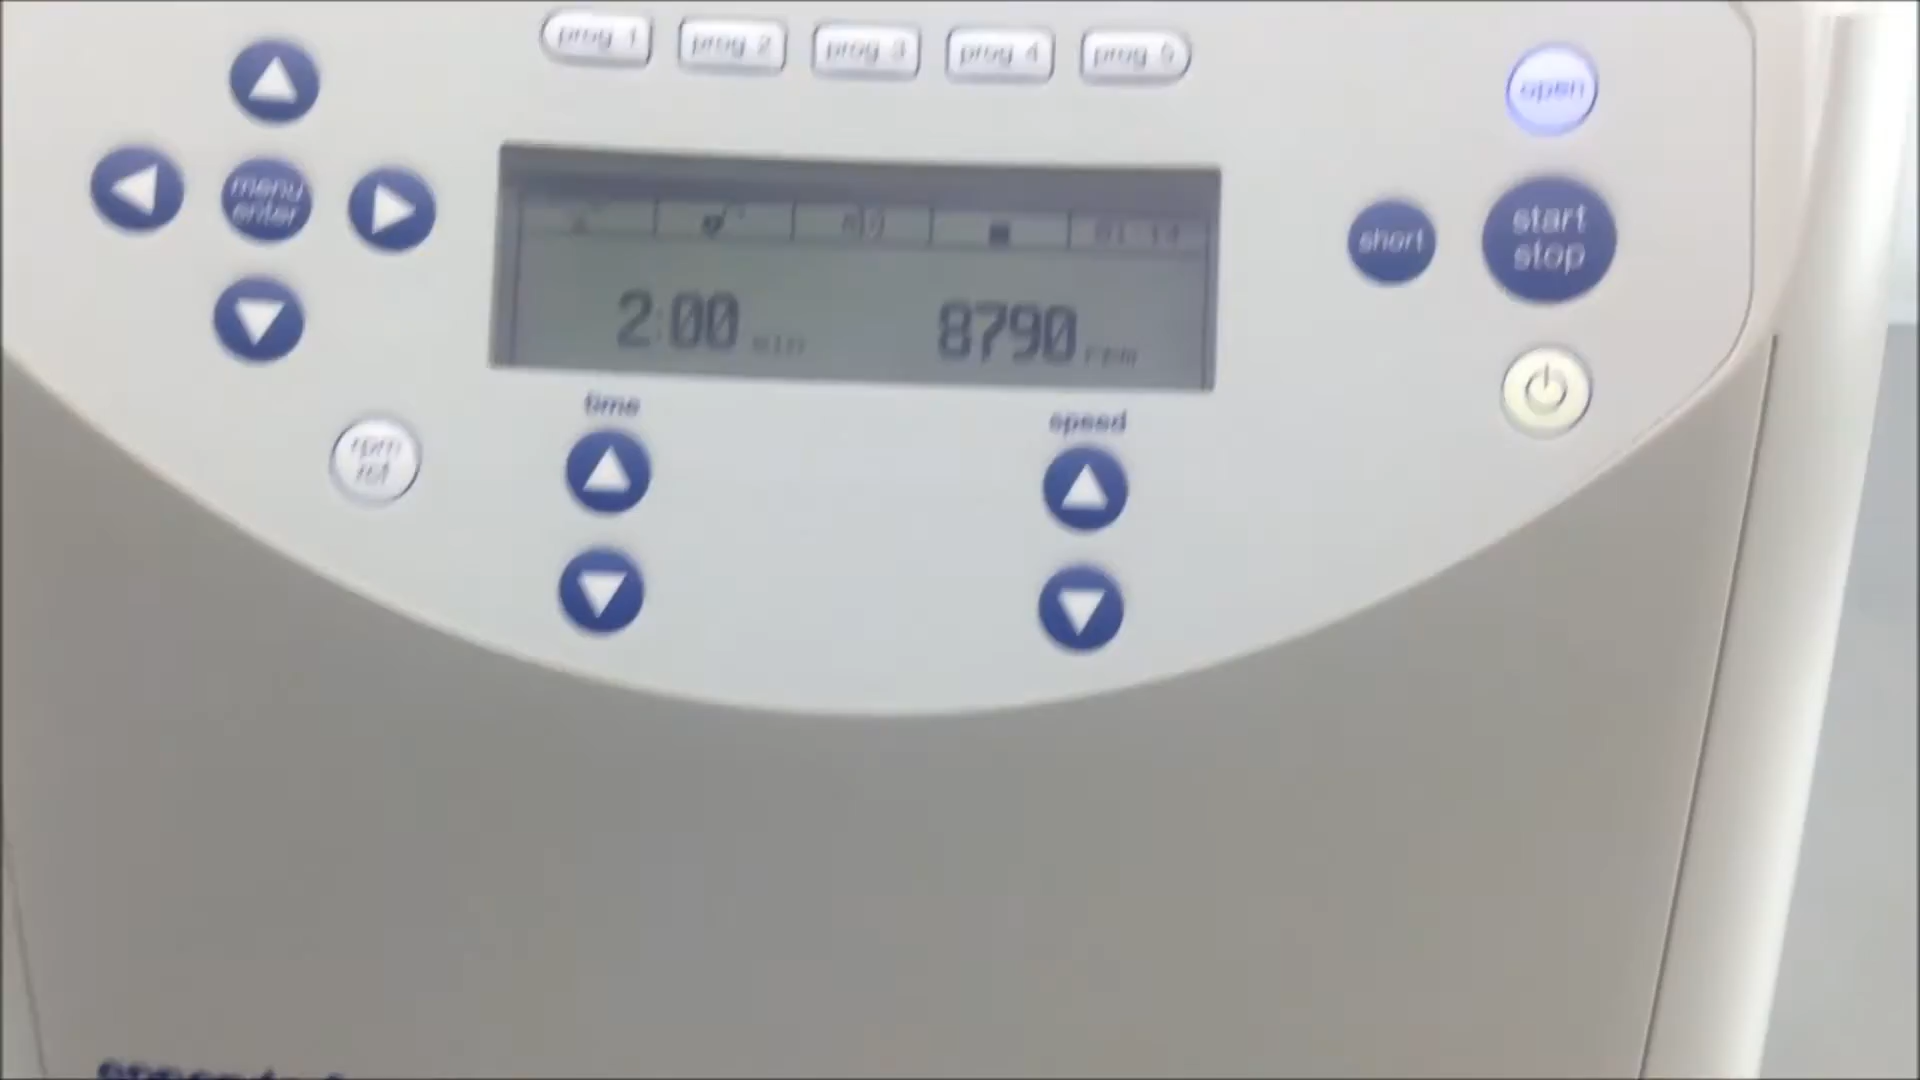 prog 1 prog 2 prog 3 prog 4 prog 5
open
menu
enter
short
start
stop
2:00 min 8790 rpm
time speed
rpm
rcf